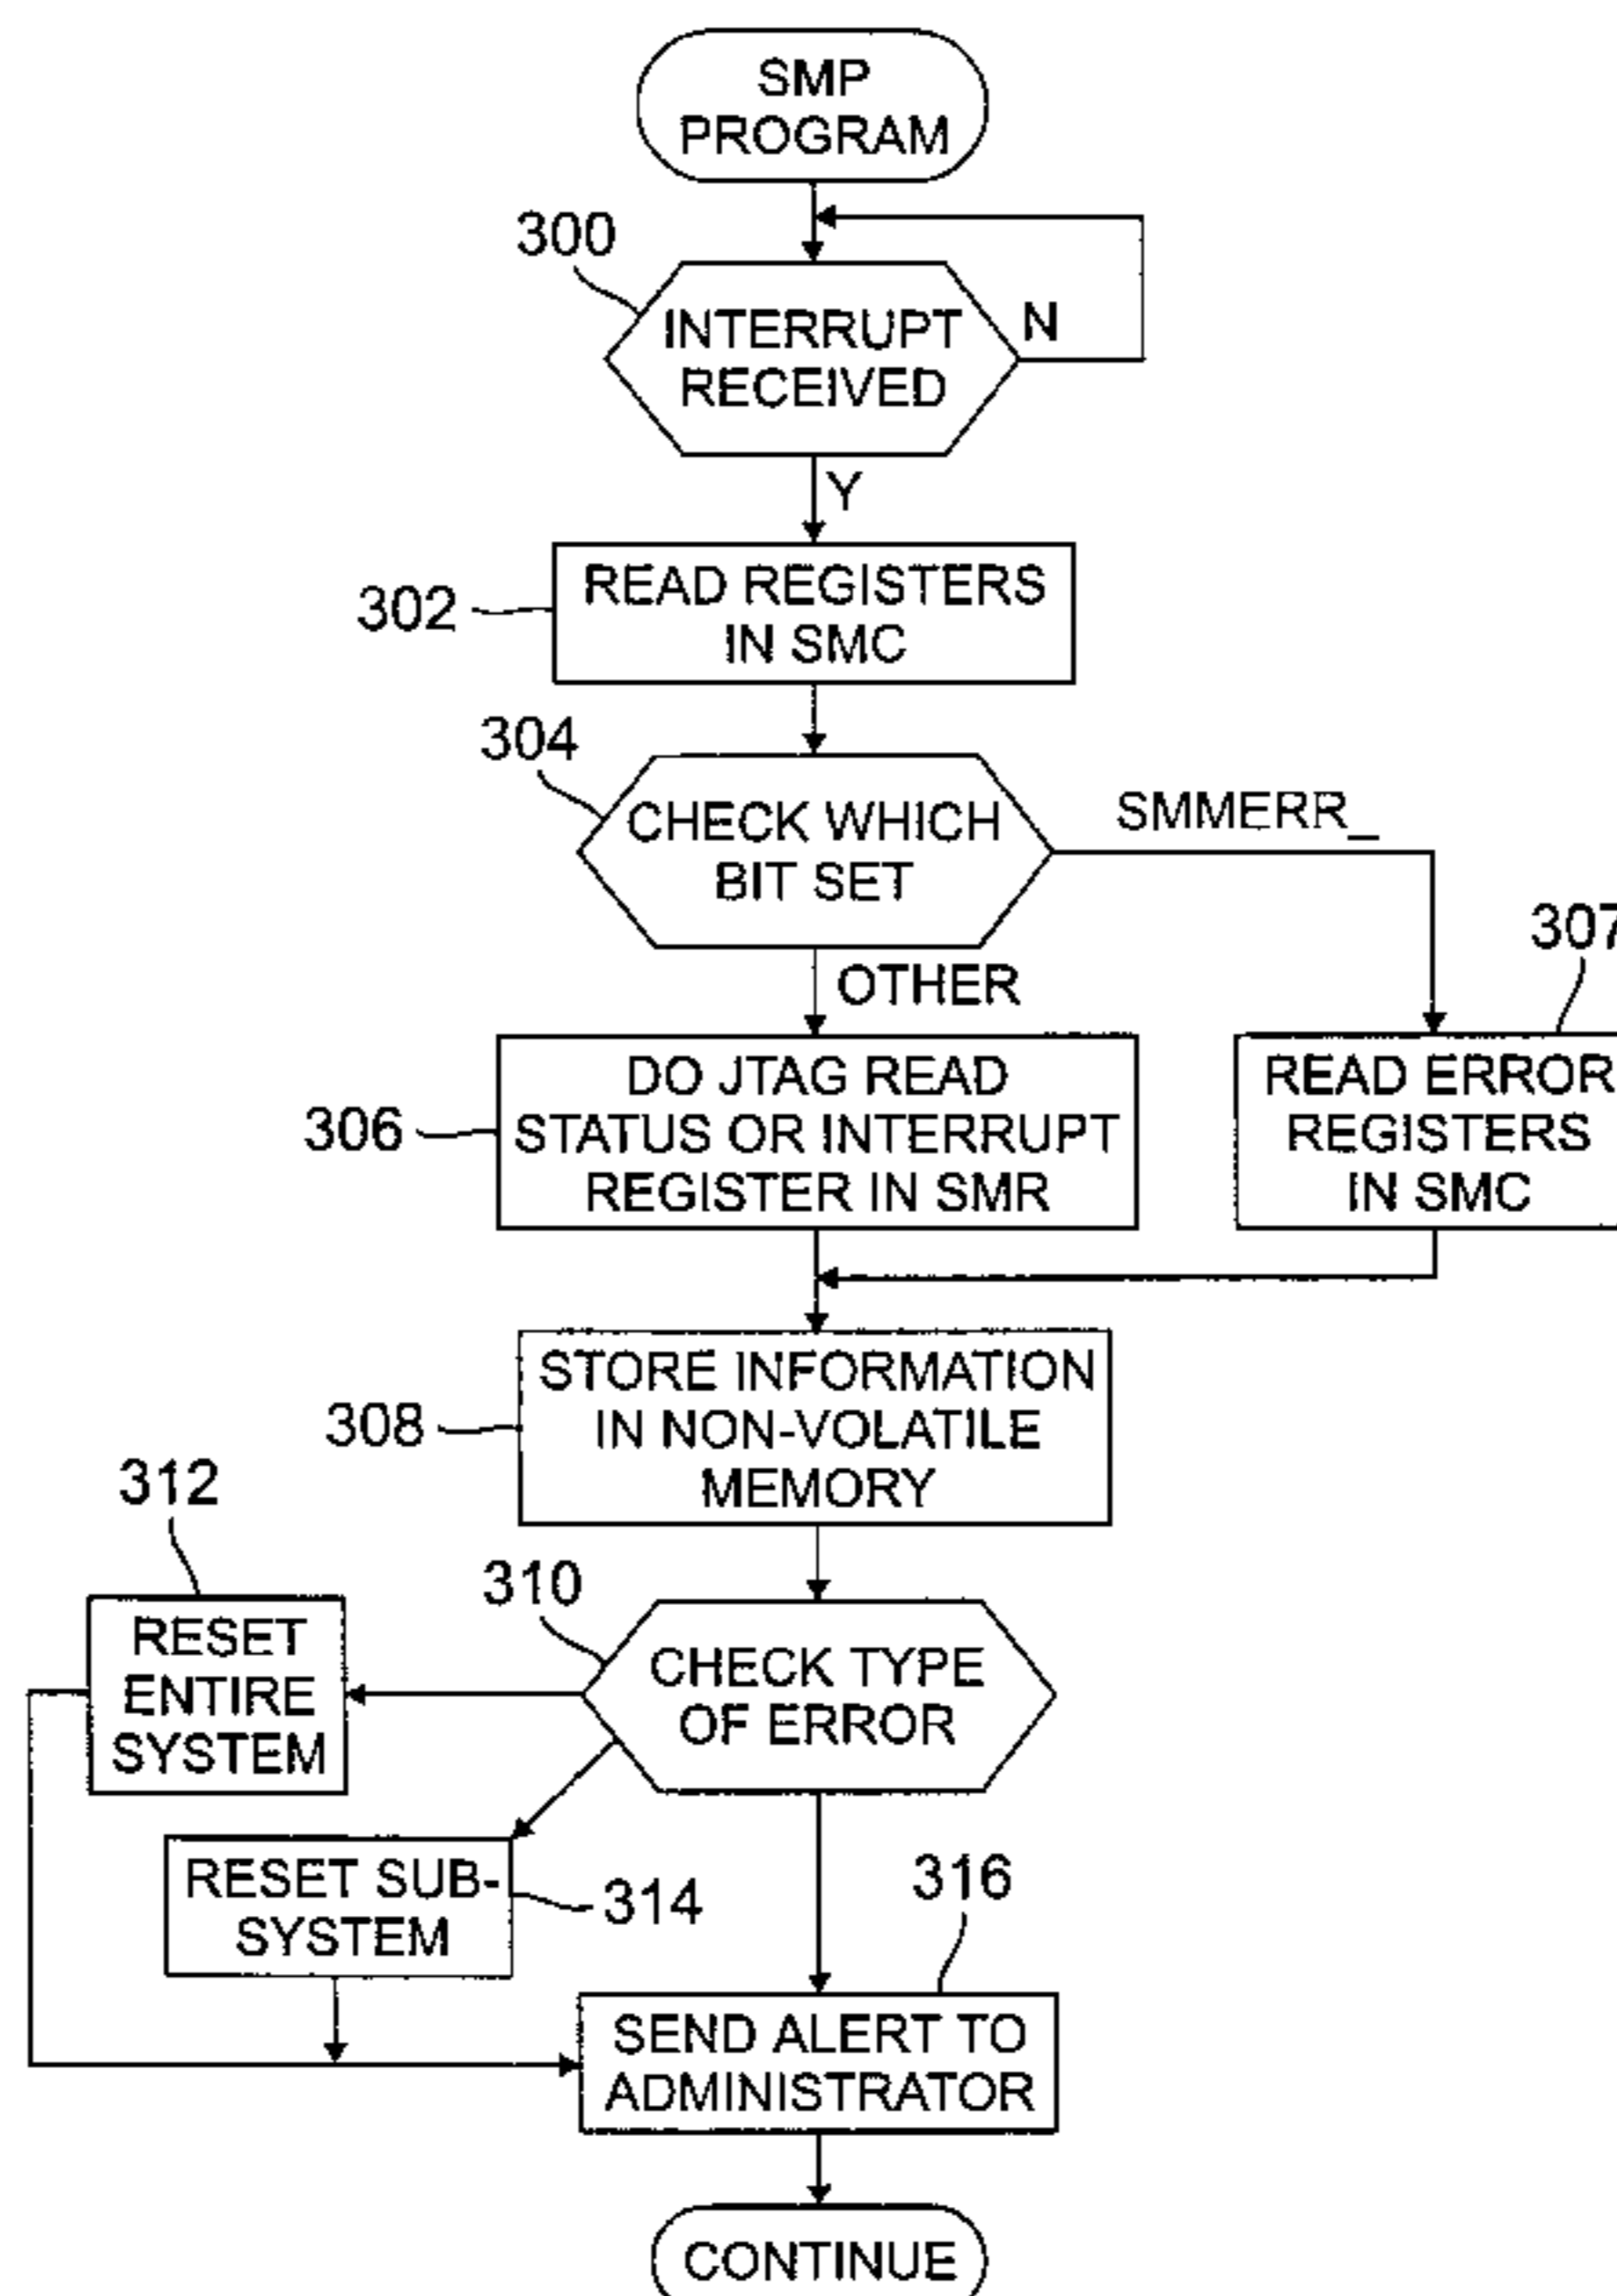 SMP
PROGRAM
300
INTERRUPT
RECEIVED
N
Y
302
READ REGISTERS
IN SMC
304
CHECK WHICH
BIT SET
SMMERR_
OTHER
307
306
DO JTAG READ
STATUS OR INTERRUPT
REGISTER IN SMR
READ ERROR
REGISTERS
IN SMC
308
STORE INFORMATION
IN NON-VOLATILE
MEMORY
312
RESET
ENTIRE
SYSTEM
310
CHECK TYPE
OF ERROR
RESET SUB-
SYSTEM
314
316
SEND ALERT TO
ADMINISTRATOR
CONTINUE